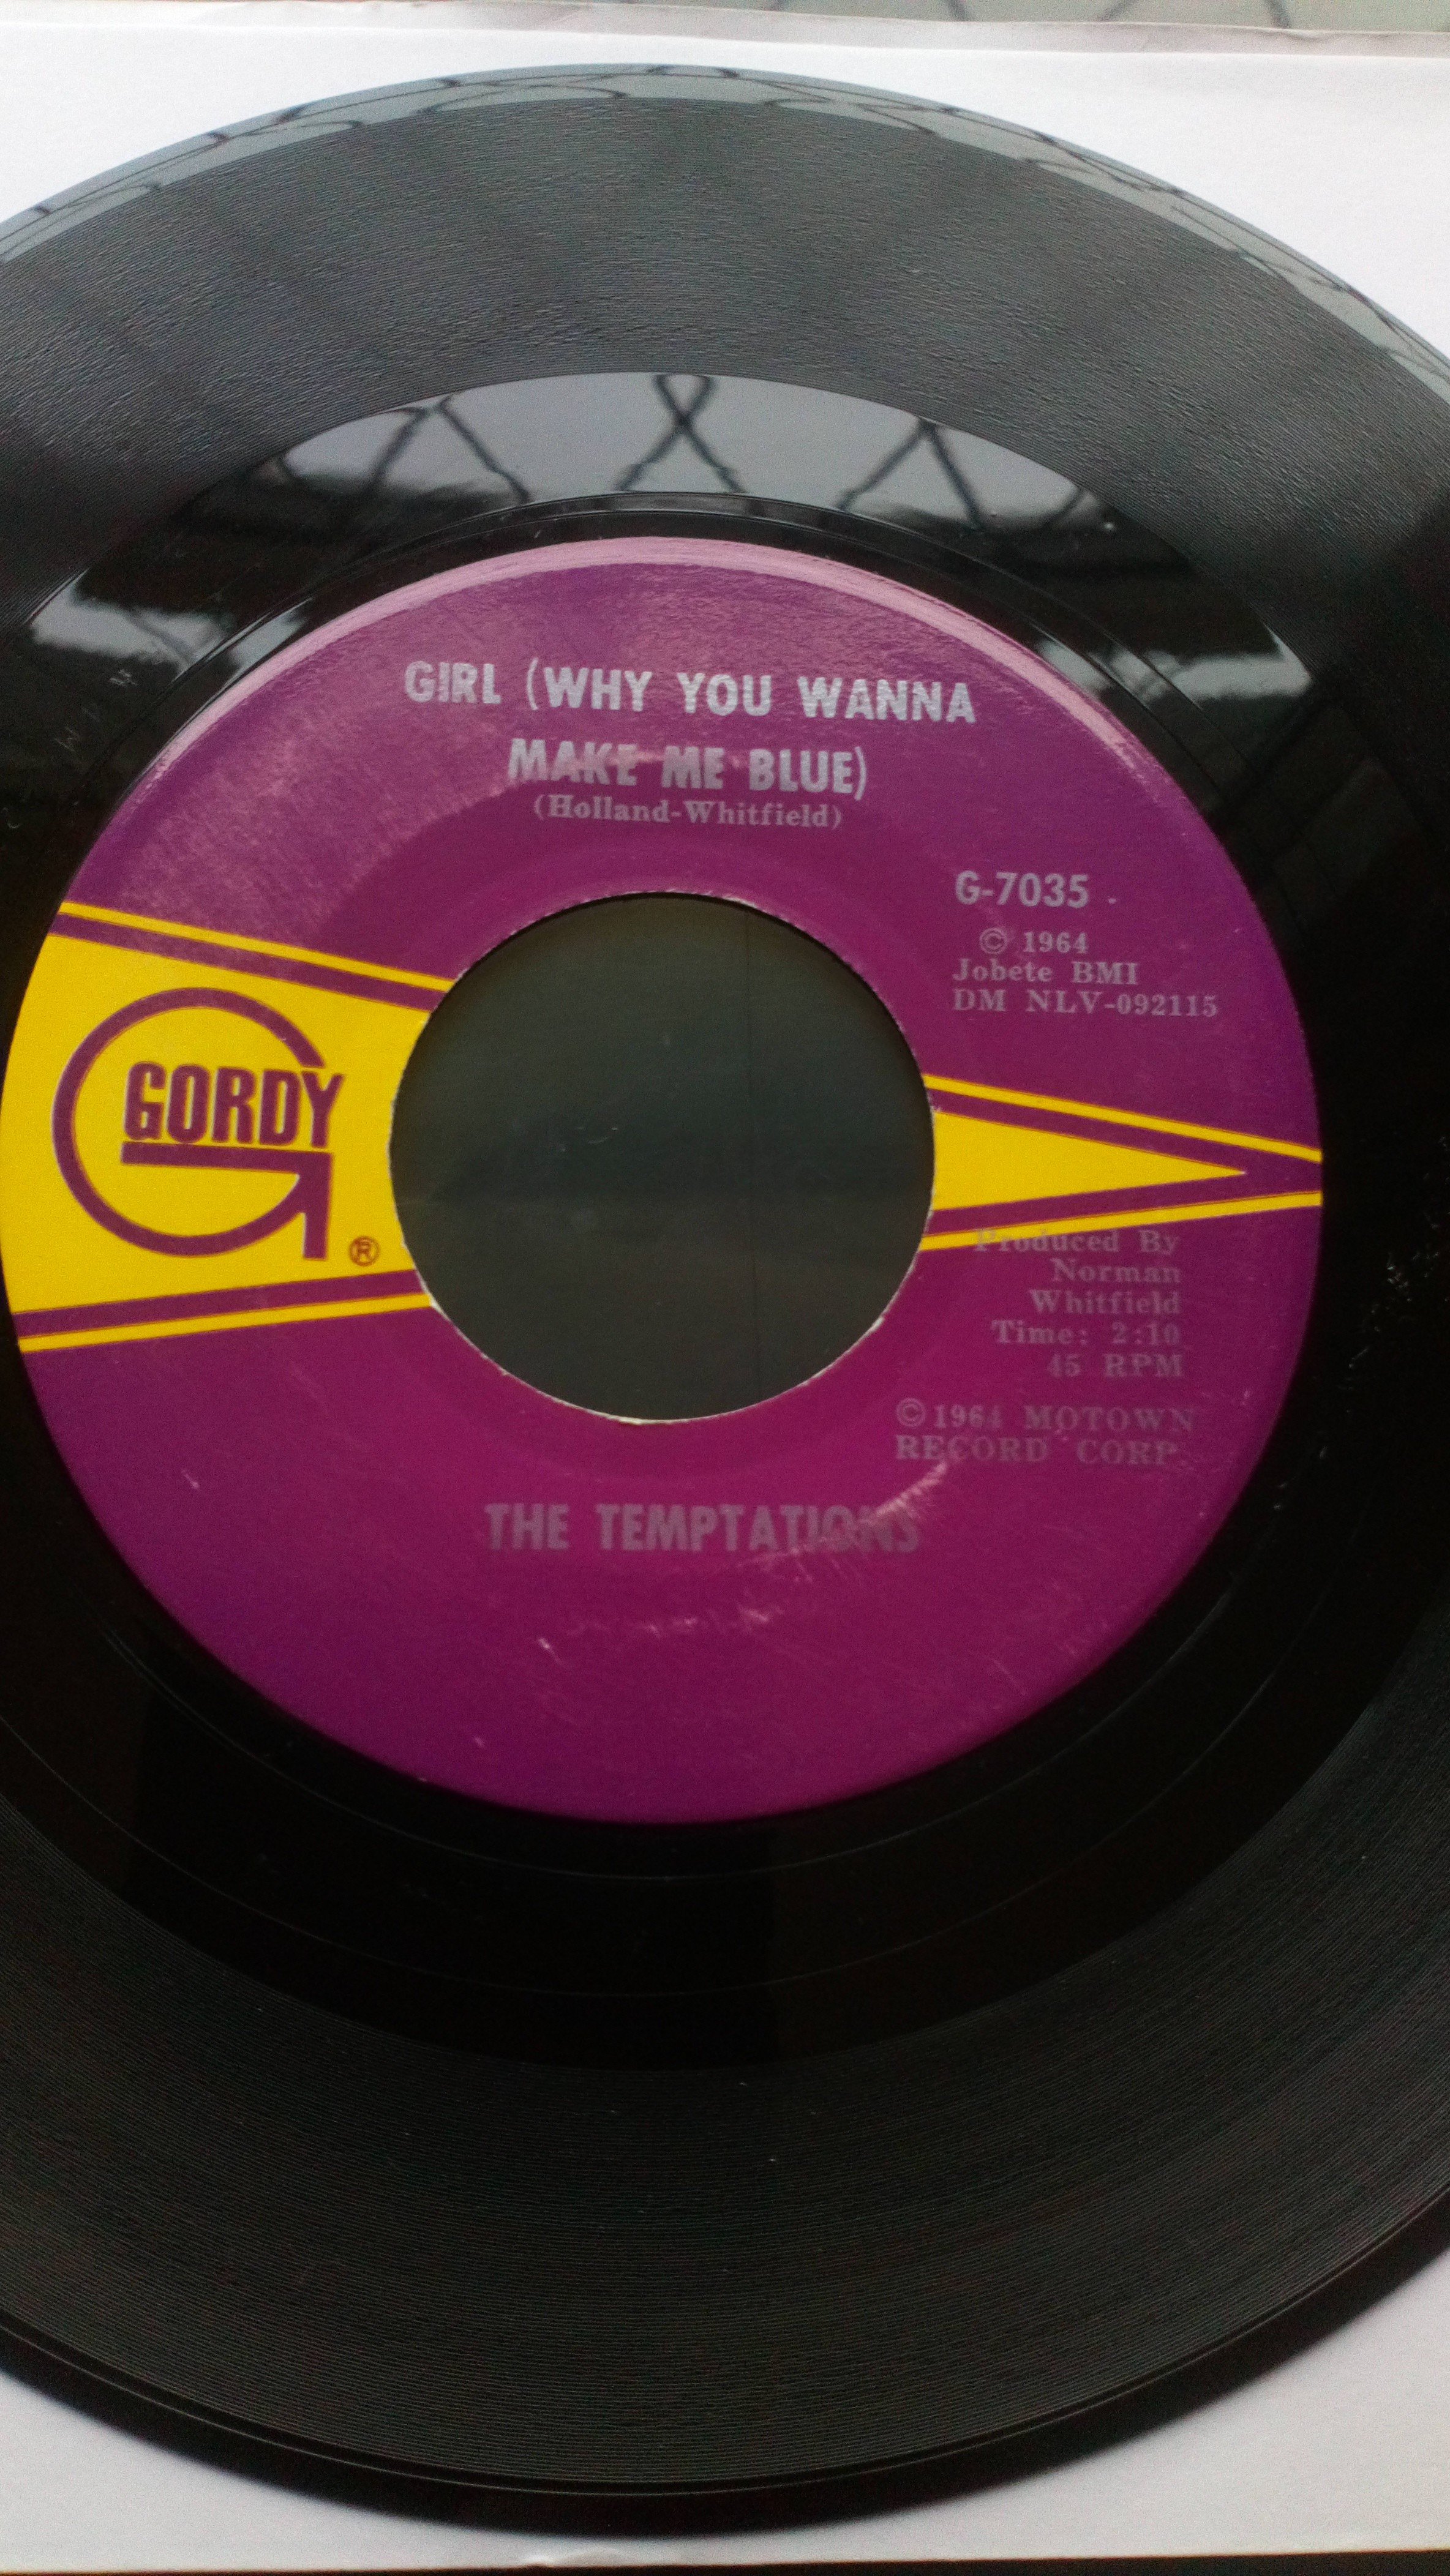 GIRL (WHY YOU WANNA
MAKE ME BLUE)
(Holland-Whitfield)
G-7035
© 1964
Jobete BMI
DM NLV-092115
GORDY
®
Produced By
Norman
Whitfield
Time: 2:10
45 RPM
© 1964 MOTOWN
RECORD CORP.
THE TEMPTATIONS